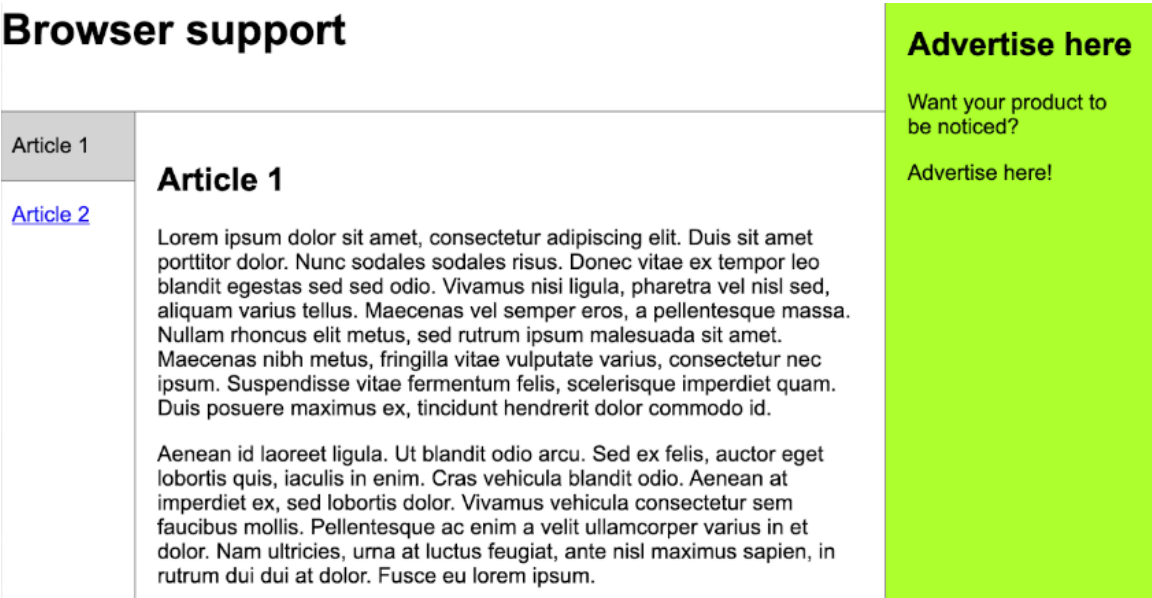 Browser support
Article 1
Article 2
Article 1
Lorem ipsum dolor sit amet, consectetur adipiscing elit. Duis sit amet
porttitor dolor. Nunc sodales sodales risus. Donec vitae ex tempor leo
blandit egestas sed sed odio. Vivamus nisi ligula, pharetra vel nisl sed,
aliquam varius tellus. Maecenas vel semper eros, a pellentesque massa.
Nullam rhoncus elit metus, sed rutrum ipsum malesuada sit amet.
Maecenas nibh metus, fringilla vitae vulputate varius, consectetur nec
ipsum. Suspendisse vitae fermentum felis, scelerisque imperdiet quam.
Duis posuere maximus ex, tincidunt hendrerit dolor commodo id.
Aenean id laoreet ligula. Ut blandit odio arcu. Sed ex felis, auctor eget
lobortis quis, iaculis in enim. Cras vehicula blandit odio. Aenean at
imperdiet ex, sed lobortis dolor. Vivamus vehicula consectetur sem
faucibus mollis. Pellentesque ac enim a velit ullamcorper varius in et
dolor. Nam ultricies, urna at luctus feugiat, ante nisl maximus sapien, in
rutrum dui dui at dolor. Fusce eu lorem ipsum.
Advertise here
Want your product to
be noticed?
Advertise here!